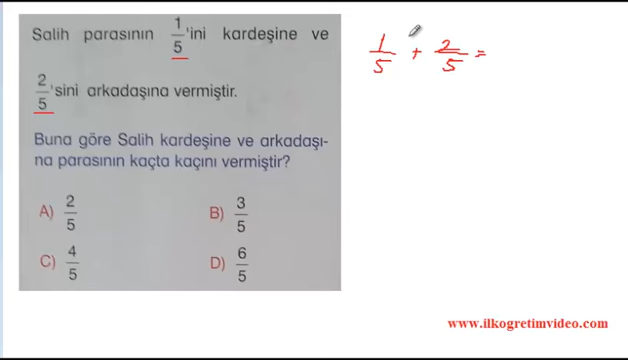 Salih parasının 1/5'ini kardeşine ve
2/5'sini arkadaşına vermiştir.
Buna göre Salih kardeşine ve arkadaşı-
na parasının kaçta kaçını vermiştir?
A) 2/5 B) 3/5
C) 4/5 D) 6/5
1/5 + 2/5 =
www.ilkogretimvideo.com